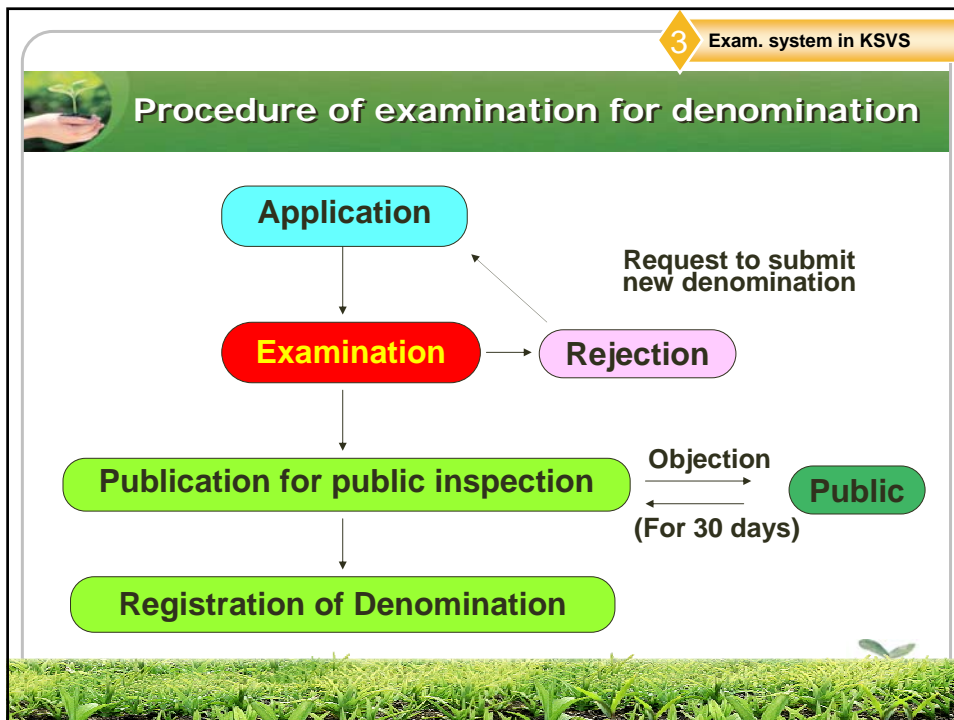 3
Exam. system in KSVS
Procedure of examination for denomination
Application
Request to submit
new denomination
Examination
Rejection
Publication for public inspection
Objection
Public
(For 30 days)
Registration of Denomination